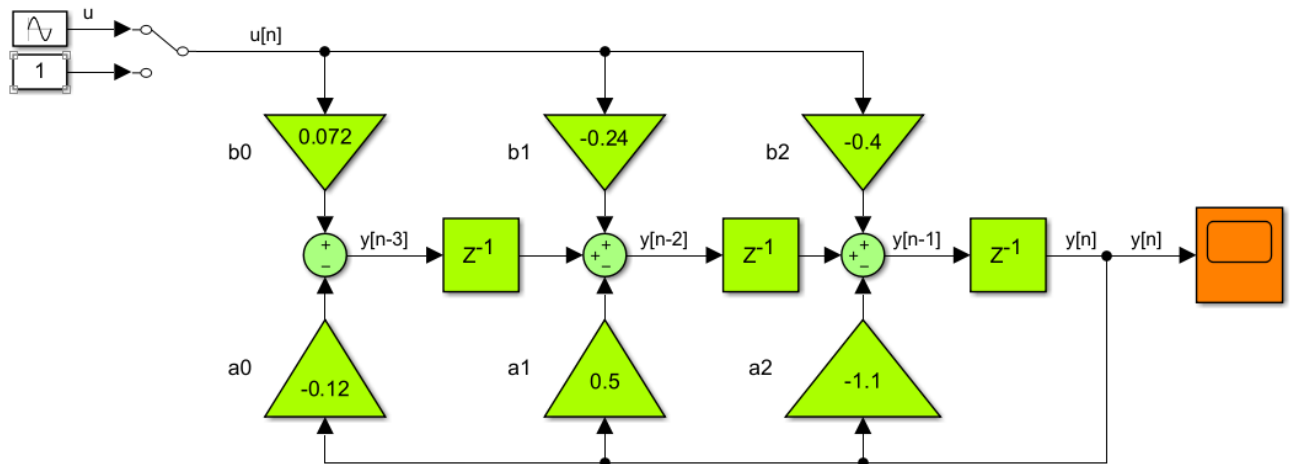 u
1
u[n]
b0
0.072
b1
-0.24
b2
-0.4
+
−
y[n-3]
z-1
+
+
−
y[n-2]
z-1
+
+
−
y[n-1]
z-1
y[n]
y[n]
a0
-0.12
a1
0.5
a2
-1.1